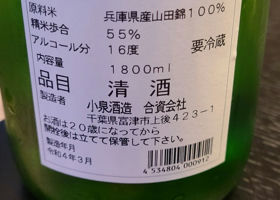 原料米　兵庫県産山田錦100%
精米歩合　55%
アルコール分　16度　要冷蔵
内容量　1800ml
品目　清酒
製造者　小泉酒造　合資会社
千葉県富津市上後423-1
お酒は20歳になってから
開栓後は立てて保管して下さい。
製造年月
令和4年3月
4 534804 000912